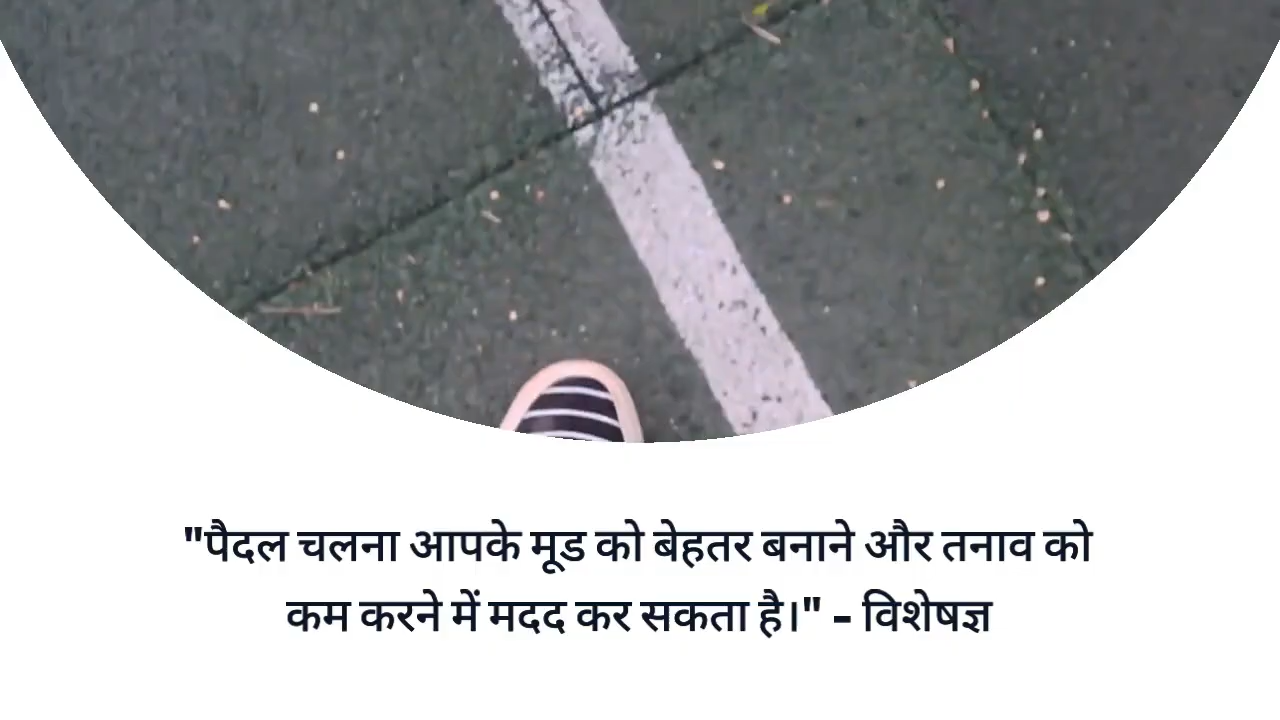 "पैदल चलना आपके मूड को बेहतर बनाने और तनाव को
कम करने में मदद कर सकता है।" - विशेषज्ञ